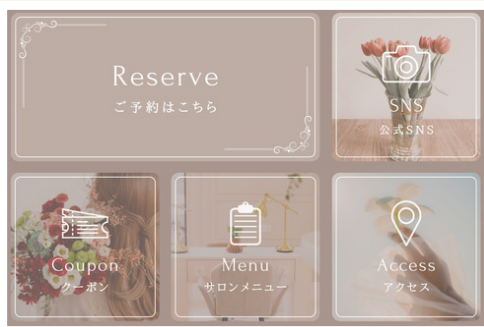 Reserve
ご予約はこちら
SNS
公式SNS
Coupon
クーポン
Menu
サロンメニュー
Access
アクセス